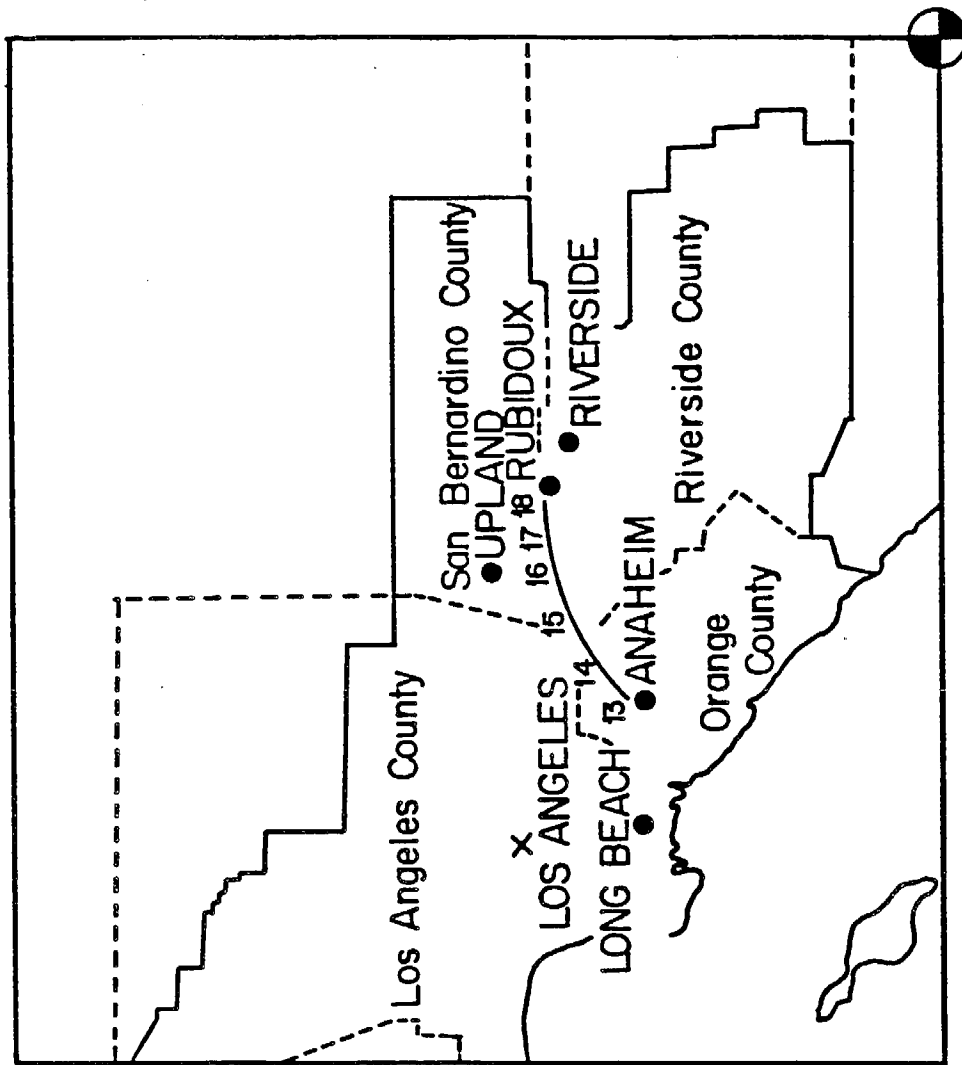 Los Angeles County
San Bernardino County
UPLAND
18 RUBIDOUX
17
16
15
RIVERSIDE
LOS ANGELES
14
13
LONG BEACH
ANAHEIM
Riverside County
Orange
County